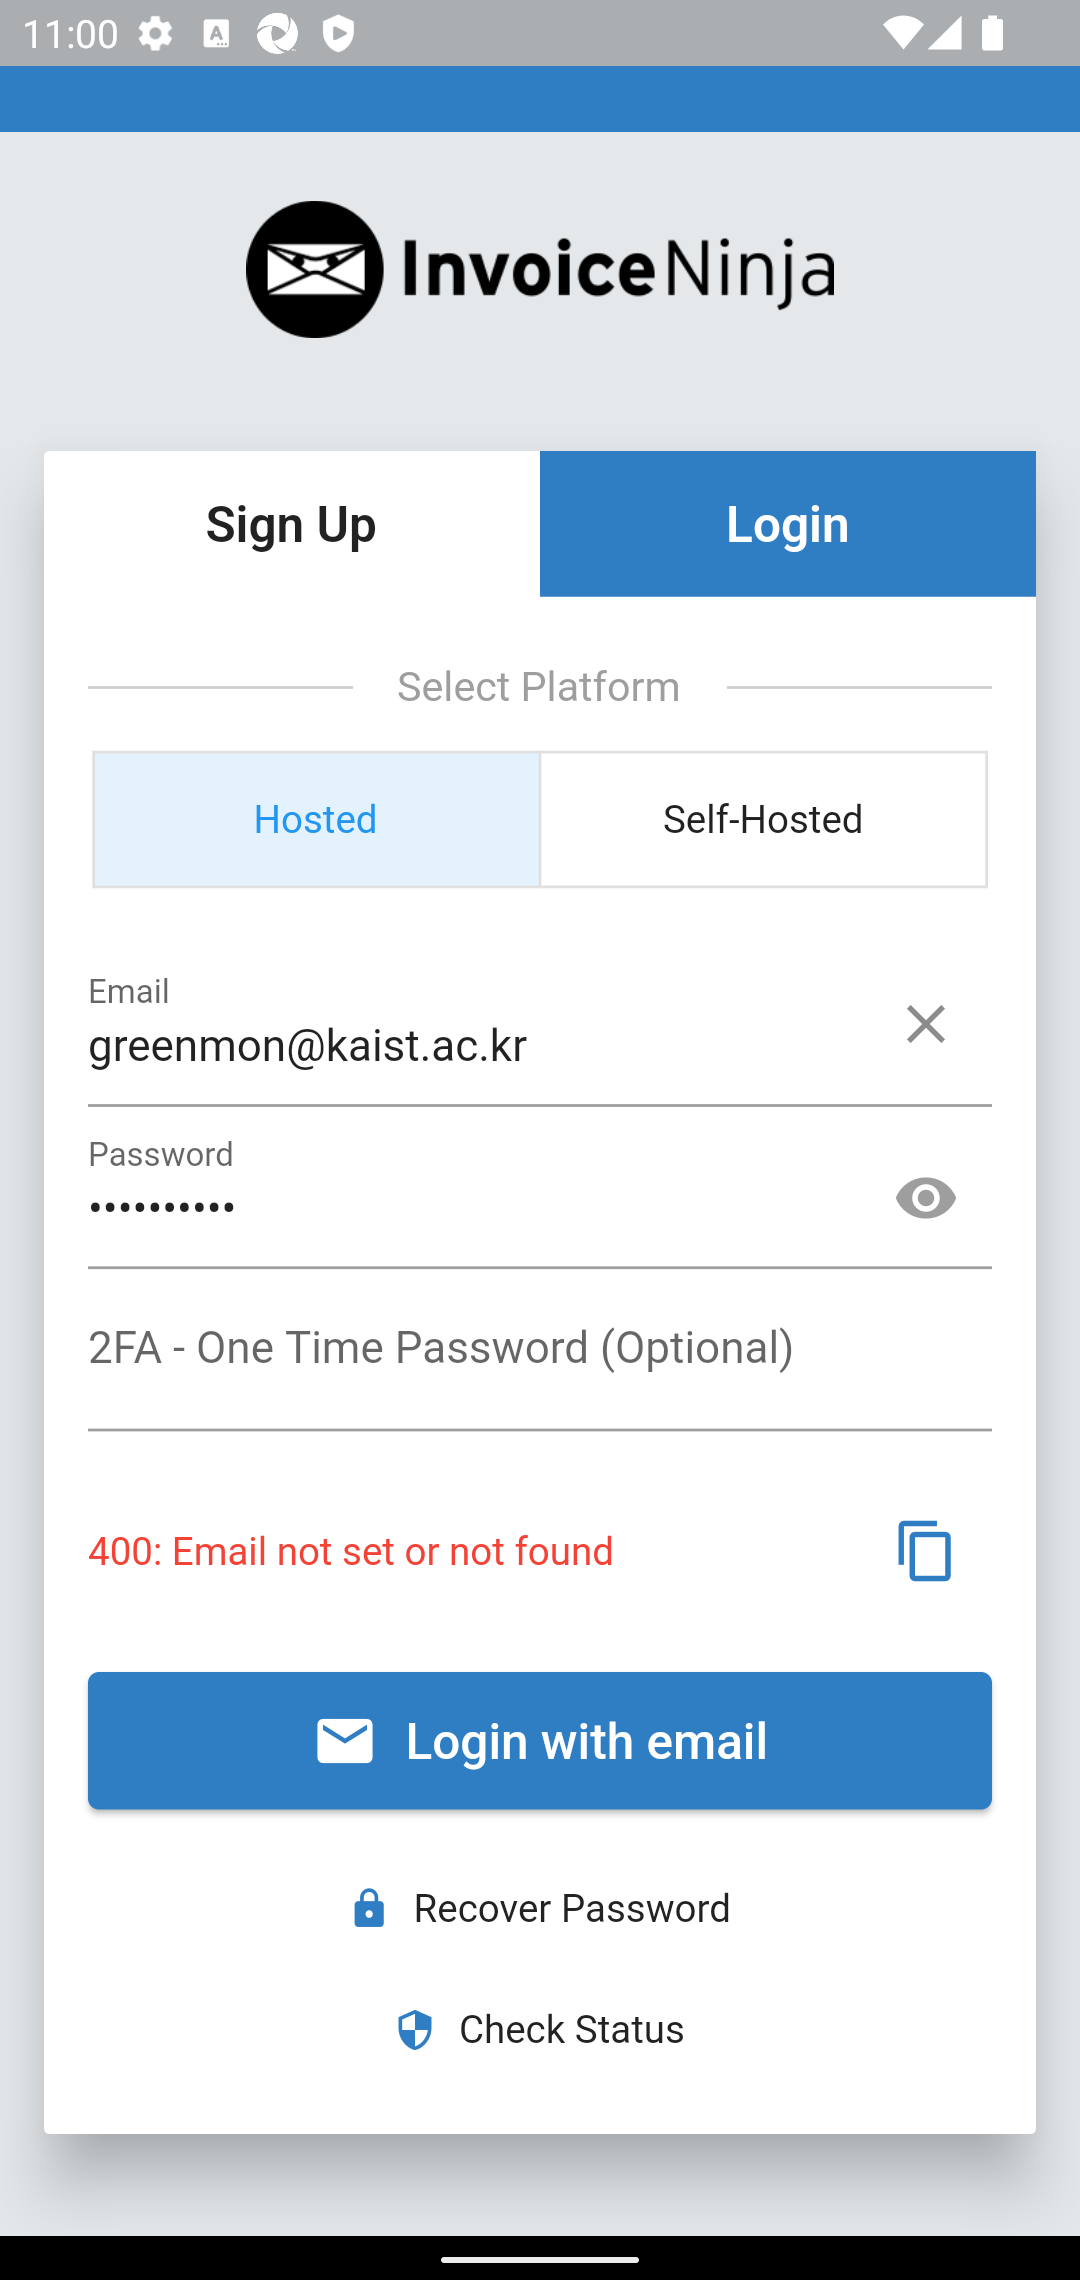 11:00
InvoiceNinja
Sign Up
Login
Select Platform
Hosted
Self-Hosted
Email
greenmon@kaist.ac.kr
Password
••••••••••
2FA - One Time Password (Optional)
400: Email not set or not found
Login with email
Recover Password
Check Status